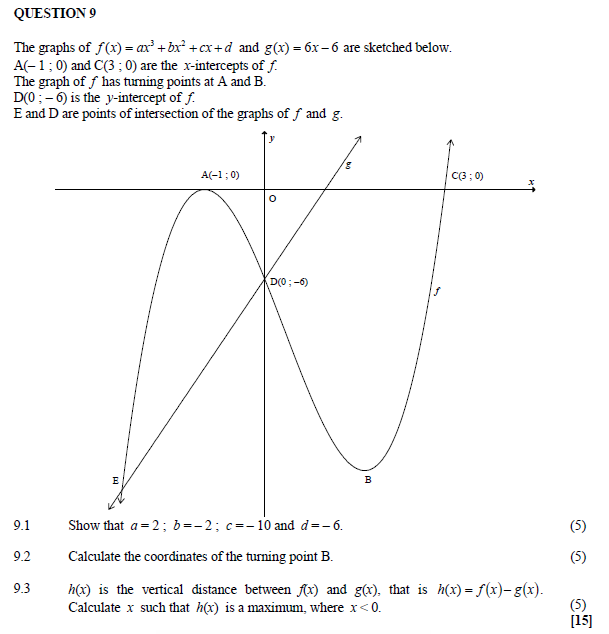 QUESTION 9
The graphs of f(x) = ax³ + bx² + cx + d and g(x) = 6x – 6 are sketched below.
A(– 1 ; 0) and C(3 ; 0) are the x-intercepts of f.
The graph of f has turning points at A and B.
D(0 ; – 6) is the y-intercept of f.
E and D are points of intersection of the graphs of f and g.
y
g
A(–1 ; 0)
C(3 ; 0)
x
O
D(0 ; –6)
f
E
B
9.1 Show that a = 2 ; b = – 2 ; c = – 10 and d = – 6. (5)
9.2 Calculate the coordinates of the turning point B. (5)
9.3 h(x) is the vertical distance between f(x) and g(x), that is h(x) = f(x) – g(x).
Calculate x such that h(x) is a maximum, where x < 0. (5)
[15]